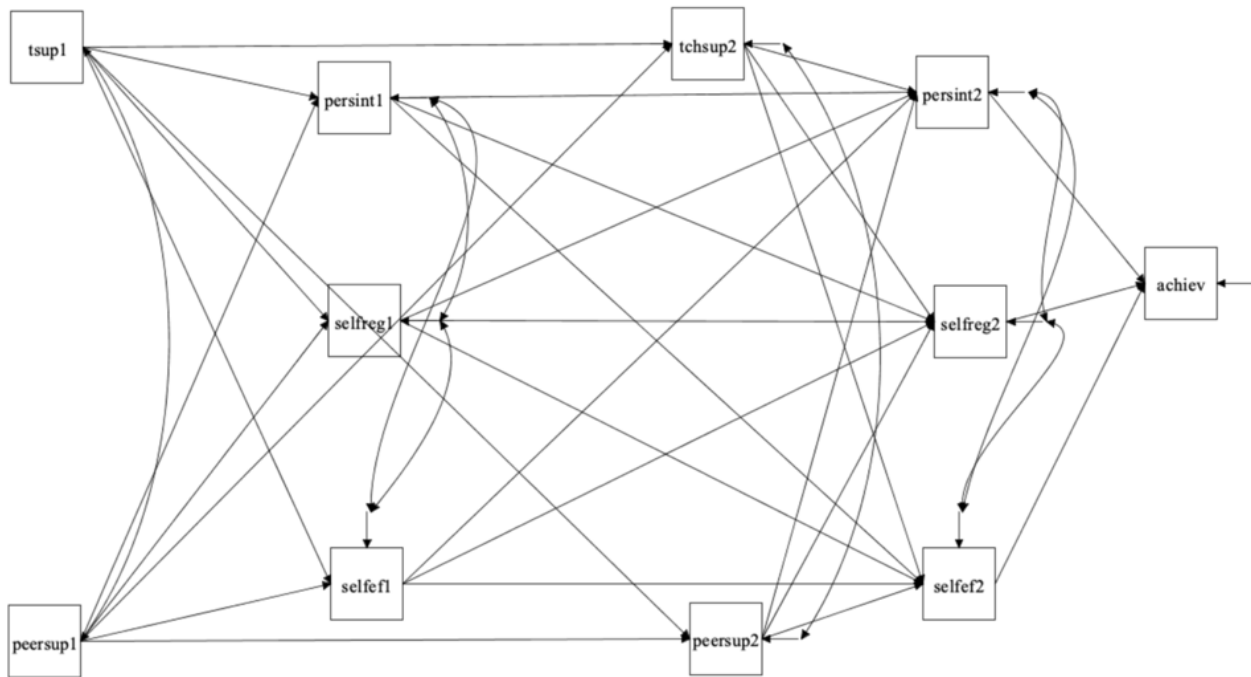 tsup1
tchsup2
persint1
persint2
selfreg1
selfreg2
achiev
selfef1
selfef2
peersup1
peersup2